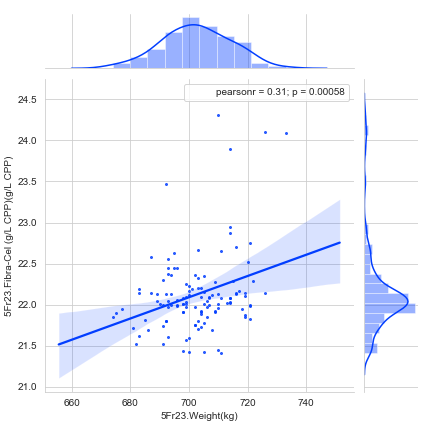 pearsonr = 0.31; p = 0.00058
24.5
24.0
23.5
23.0
22.5
22.0
21.5
21.0
5Fr23.Fibra-Cel (g/L CPP)(g/L CPP)
660 680 700 720 740
5Fr23.Weight(kg)